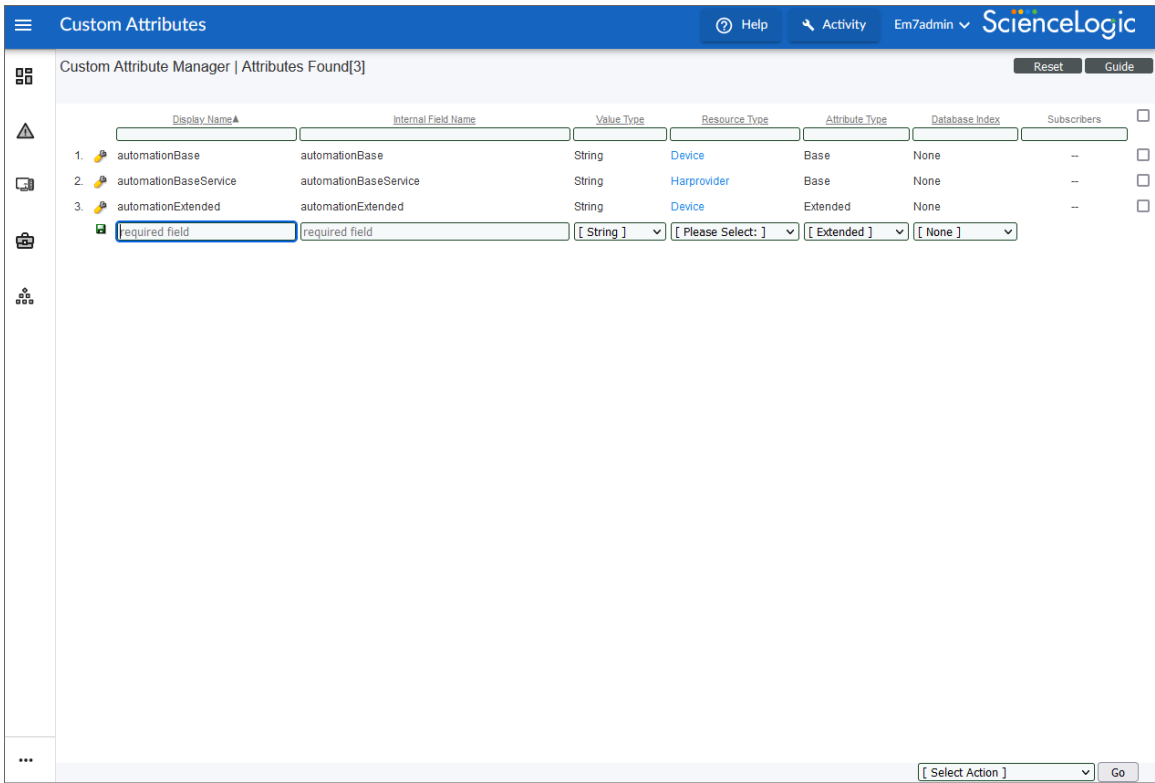 Custom Attributes
Help
Activity
Em7admin
ScienceLogic
Custom Attribute Manager | Attributes Found[3]
Reset
Guide
Display Name▲ Internal Field Name Value Type Resource Type Attribute Type Database Index Subscribers
1. automationBase automationBase String Device Base None --
2. automationBaseService automationBaseService String Harprovider Base None --
3. automationExtended automationExtended String Device Extended None --
required field required field [ String ] [ Please Select: ] [ Extended ] [ None ]
[ Select Action ] Go